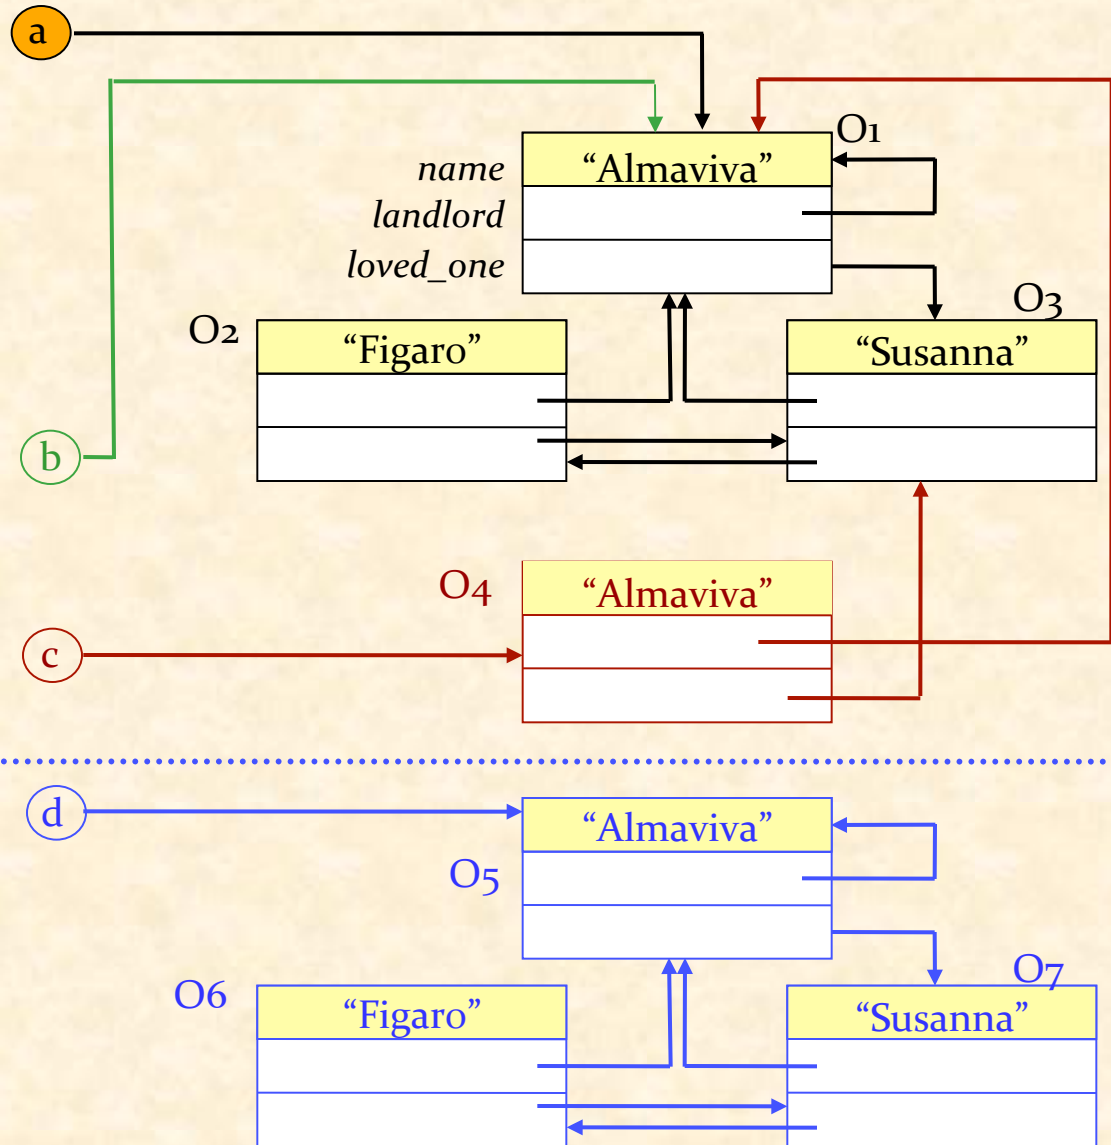 a
O1
name “Almaviva”
landlord
loved_one
O3
O2 “Figaro” “Susanna”
b
O4 “Almaviva”
c
d “Almaviva”
O5
O7
O6 “Figaro” “Susanna”